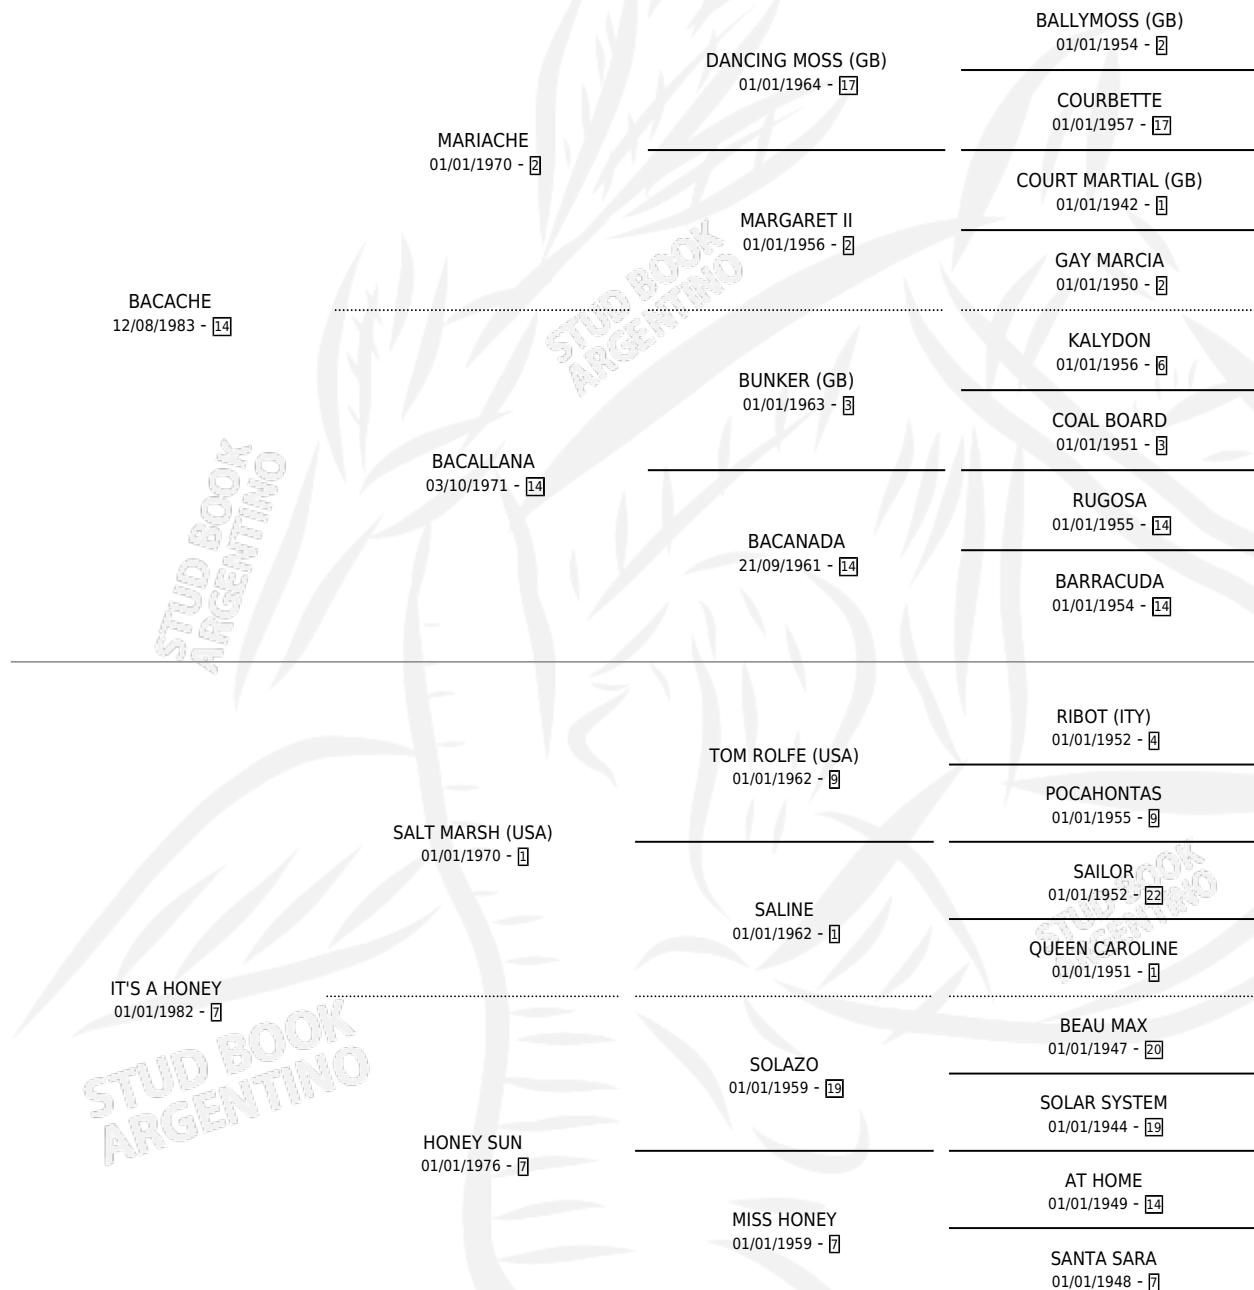 BALLYMOSS (GB)
01/01/1954 - 2
DANCING MOSS (GB)
01/01/1964 - 17
COURBETTE
01/01/1957 - 17
MARIACHE
01/01/1970 - 2
COURT MARTIAL (GB)
01/01/1942 - 1
MARGARET II
01/01/1956 - 2
GAY MARCIA
01/01/1950 - 2
BACACHE
12/08/1983 - 14
STUD BOOK
ARGENTINO
KALYDON
01/01/1956 - 6
BUNKER (GB)
01/01/1963 - 3
COAL BOARD
01/01/1951 - 3
BACALLANA
03/10/1971 - 14
RUGOSA
01/01/1955 - 14
BACANADA
21/09/1961 - 14
BARRACUDA
01/01/1954 - 14
STUD BOOK
ARGENTINO
RIBOT (ITY)
01/01/1952 - 4
TOM ROLFE (USA)
01/01/1962 - 9
POCAHONTAS
01/01/1955 - 9
SALT MARSH (USA)
01/01/1970 - 1
SAILOR
01/01/1952 - 22
SALINE
01/01/1962 - 1
QUEEN CAROLINE
01/01/1951 - 1
STUD BOOK
ARGENTINO
IT'S A HONEY
01/01/1982 - 7
BEAU MAX
01/01/1947 - 20
SOLAZO
01/01/1959 - 19
SOLAR SYSTEM
01/01/1944 - 19
STUD BOOK
ARGENTINO
HONEY SUN
01/01/1976 - 7
AT HOME
01/01/1949 - 14
MISS HONEY
01/01/1959 - 7
SANTA SARA
01/01/1948 - 7